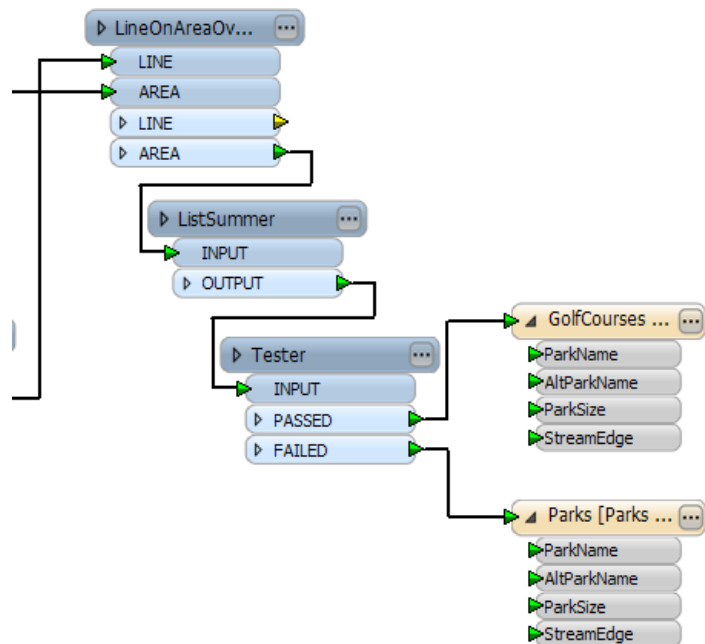 LineOnAreaOv...
LINE
AREA
LINE
AREA
ListSummer
INPUT
OUTPUT
Tester
INPUT
PASSED
FAILED
GolfCourses ...
ParkName
AltParkName
ParkSize
StreamEdge
Parks [Parks ...
ParkName
AltParkName
ParkSize
StreamEdge